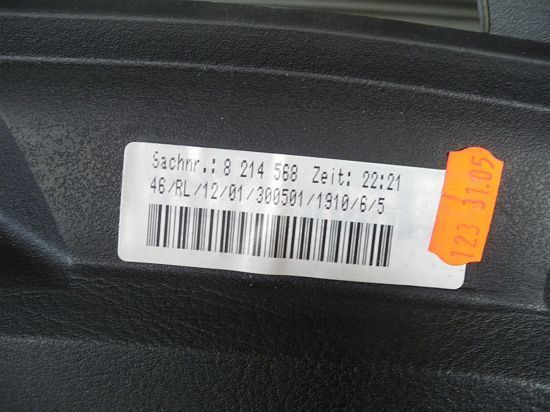 Sachnr.: 8 214 568 Zeit: 22:21
46/RL/12/01/300501/1910/6/5
123 31.05